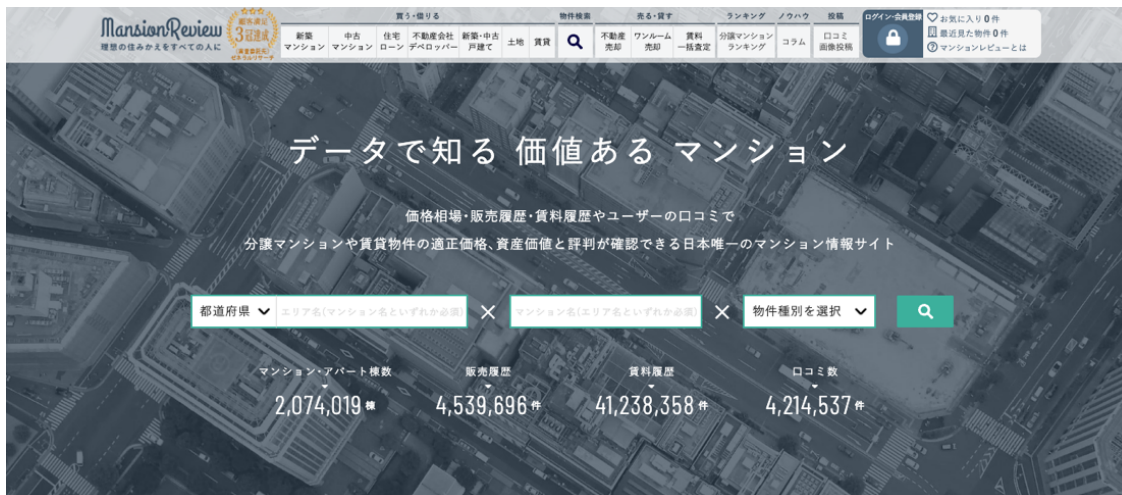 MansionReview
理想の住みかえをすべての人に
顧客満足
3冠達成
買う・借りる
新築
マンション
中古
マンション
住宅
ローン
不動産会社
デベロッパー
新築・中古
戸建て
土地
賃貸
物件検索
売る・貸す
不動産
売却
ワンルーム
売却
賃料
一括査定
ランキング
分譲マンション
ランキング
ノウハウ
コラム
投稿
口コミ
画像投稿
ログイン・会員登録
お気に入り0件
最近見た物件0件
マンションレビューとは
データで知る 価値ある マンション
価格相場・販売履歴・賃料履歴やユーザーの口コミで
分譲マンションや賃貸物件の適正価格、資産価値と評判が確認できる日本唯一のマンション情報サイト
都道府県
エリア名(マンション名といずれか必須)
×
マンション名(エリア名といずれか必須)
×
物件種別を選択
マンション・アパート棟数
2,074,019棟
販売履歴
4,539,696件
賃料履歴
41,238,358件
口コミ数
4,214,537件